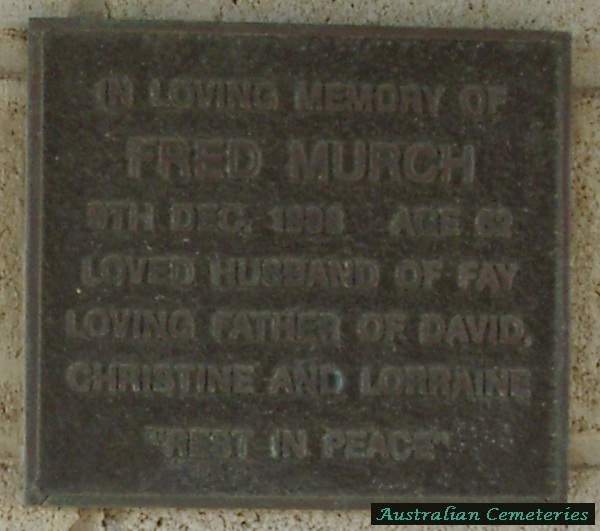 IN LOVING MEMORY OF
FRED MURCH
DEC. AGE 62
LOVED HUSBAND OF FAY
LOVING FATHER OF DAVID,
CHRISTINE AND LORRAINE
"REST IN PEACE"
Australian Cemeteries